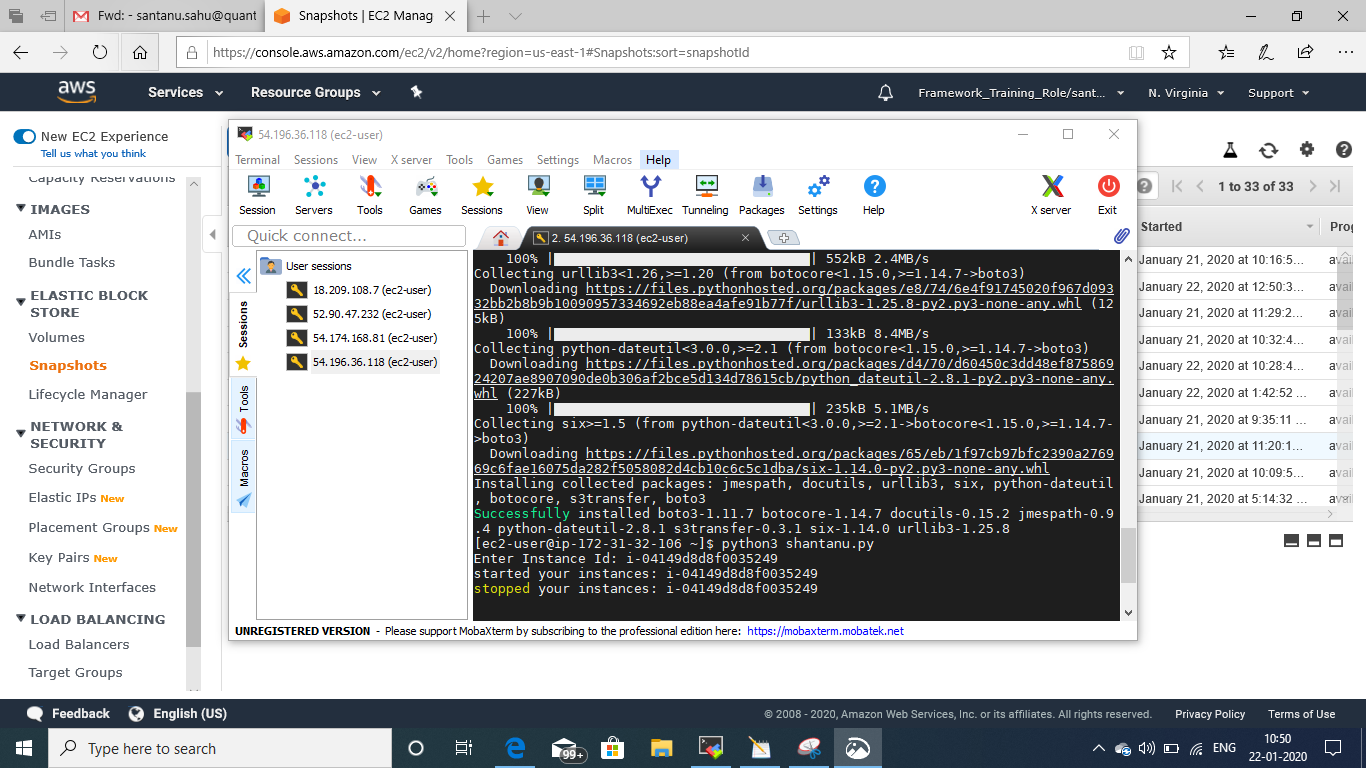 Fwd: - santanu.sahu@quant
Snapshots | EC2 Manag
https://console.aws.amazon.com/ec2/v2/home?region=us-east-1#Snapshots:sort=snapshotId
aws
Services
Resource Groups
Framework_Training_Role/sant...
N. Virginia
Support
New EC2 Experience
Tell us what you think
Capacity Reservations
IMAGES
AMIs
Bundle Tasks
ELASTIC BLOCK
STORE
Volumes
Snapshots
Lifecycle Manager
NETWORK &
SECURITY
Security Groups
Elastic IPs New
Placement Groups New
Key Pairs New
Network Interfaces
LOAD BALANCING
Load Balancers
Target Groups
54.196.36.118 (ec2-user)
Terminal Sessions View X server Tools Games Settings Macros Help
Session Servers Tools Games Sessions View Split MultiExec Tunneling Packages Settings Help X server Exit
Quick connect...
2. 54.196.36.118 (ec2-user)
Sessions
Tools
Macros
User sessions
18.209.108.7 (ec2-user)
52.90.47.232 (ec2-user)
54.174.168.81 (ec2-user)
54.196.36.118 (ec2-user)
100% | | 552kB 2.4MB/s
Collecting urllib3<1.26,>=1.20 (from botocore<1.15.0,>=1.14.7->boto3)
Downloading https://files.pythonhosted.org/packages/e8/74/6e4f91745020f967d093
32bb2b8b9b10090957334692eb88ea4afe91b77f/urllib3-1.25.8-py2.py3-none-any.whl (12
5kB)
100% | | 133kB 8.4MB/s
Collecting python-dateutil<3.0.0,>=2.1 (from botocore<1.15.0,>=1.14.7->boto3)
Downloading https://files.pythonhosted.org/packages/d4/70/d60450c3dd48ef875869
24207ae8907090de0b306af2bce5d134d78615cb/python_dateutil-2.8.1-py2.py3-none-any.
whl (227kB)
100% | | 235kB 5.1MB/s
Collecting six>=1.5 (from python-dateutil<3.0.0,>=2.1->botocore<1.15.0,>=1.14.7-
>boto3)
Downloading https://files.pythonhosted.org/packages/65/eb/1f97cb97bfc2390a2769
69c6fae16075da282f5058082d4cb10c6c5c1dba/six-1.14.0-py2.py3-none-any.whl
Installing collected packages: jmespath, docutils, urllib3, six, python-dateutil
, botocore, s3transfer, boto3
Successfully installed boto3-1.11.7 botocore-1.14.7 docutils-0.15.2 jmespath-0.9
.4 python-dateutil-2.8.1 s3transfer-0.3.1 six-1.14.0 urllib3-1.25.8
[ec2-user@ip-172-31-32-106 ~]$ python3 shantanu.py
Enter Instance Id: i-04149d8d8f0035249
started your instances: i-04149d8d8f0035249
stopped your instances: i-04149d8d8f0035249
UNREGISTERED VERSION - Please support MobaXterm by subscribing to the professional edition here: https://mobaxterm.mobatek.net
1 to 33 of 33
Started
Prog
January 21, 2020 at 10:16:5... avai
January 22, 2020 at 12:50:3... avai
January 21, 2020 at 11:29:2... avai
January 21, 2020 at 10:32:4... avai
January 22, 2020 at 10:28:4... avai
January 22, 2020 at 1:42:52 ... avai
January 21, 2020 at 9:35:11 ... avai
January 21, 2020 at 11:20:1... avai
January 21, 2020 at 10:09:5... avai
January 21, 2020 at 5:14:32 ... avai
Feedback
English (US)
© 2008 - 2020, Amazon Web Services, Inc. or its affiliates. All rights reserved.
Privacy Policy
Terms of Use
Type here to search
99+
ENG
10:50
22-01-2020